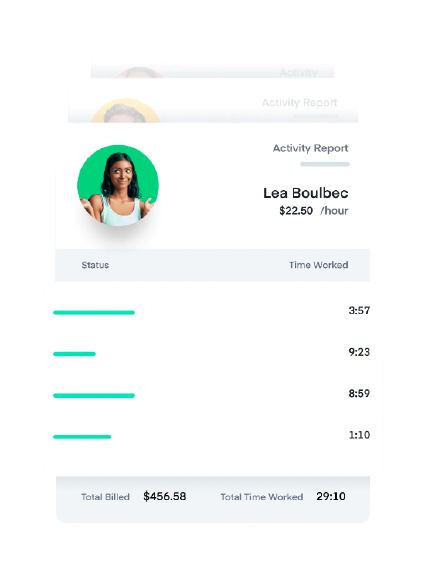 Activity
Activity Report
Activity Report
Lea Boulbec
$22.50 /hour
Status Time Worked
3:57
9:23
8:59
1:10
Total Billed $456.58 Total Time Worked 29:10